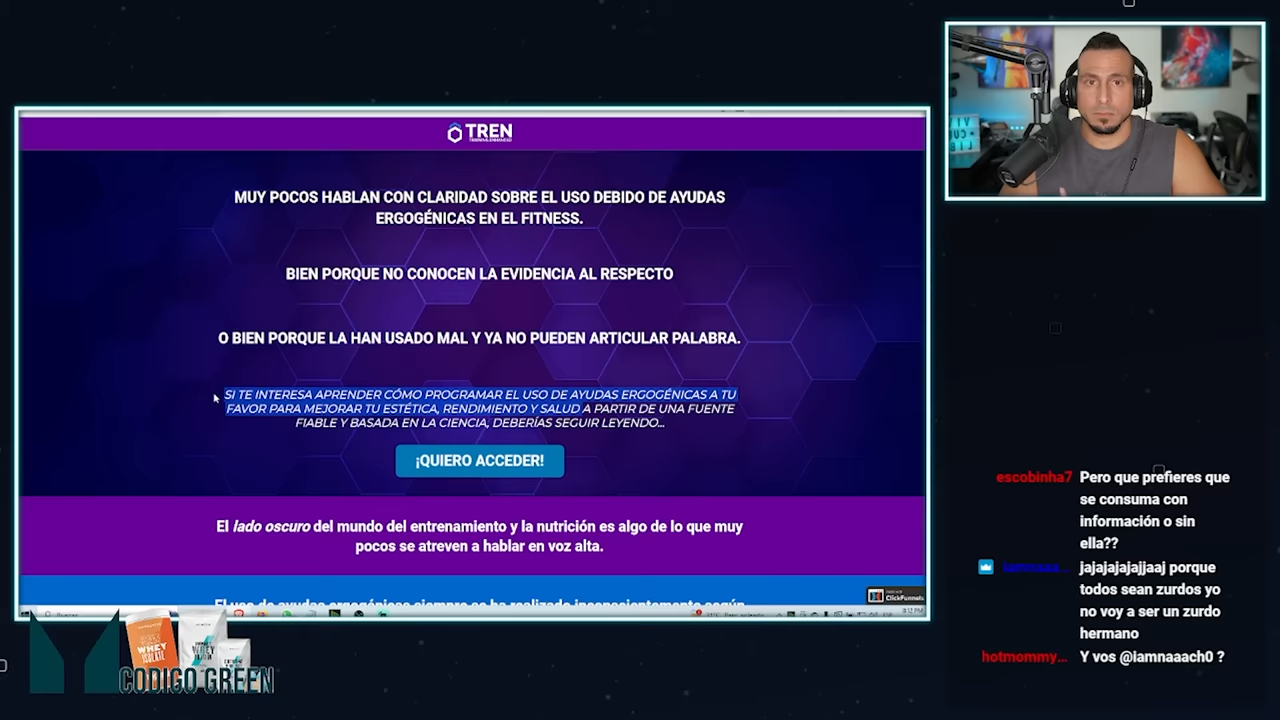 TREN
MUY POCOS HABLAN CON CLARIDAD SOBRE EL USO DEBIDO DE AYUDAS
ERGOGÉNICAS EN EL FITNESS.
BIEN PORQUE NO CONOCEN LA EVIDENCIA AL RESPECTO
O BIEN PORQUE LA HAN USADO MAL Y YA NO PUEDEN ARTICULAR PALABRA.
SI TE INTERESA APRENDER CÓMO PROGRAMAR EL USO DE AYUDAS ERGOGÉNICAS A TU
FAVOR PARA MEJORAR TU ESTÉTICA, RENDIMIENTO Y SALUD A PARTIR DE UNA FUENTE
FIABLE Y BASADA EN LA CIENCIA, DEBERÍAS SEGUIR LEYENDO...
¡QUIERO ACCEDER!
El lado oscuro del mundo del entrenamiento y la nutrición es algo de lo que muy
pocos se atreven a hablar en voz alta.
ClickFunnels
8:12 PM
WHEY
ISOLATE
CODIGO GREEN
escobinha7 Pero que prefieres que
se consuma con
información o sin
ella??
jajajajajajjaaj porque
todos sean zurdos yo
no voy a ser un zurdo
hermano
hotmommy... Y vos @iamnaaach0 ?